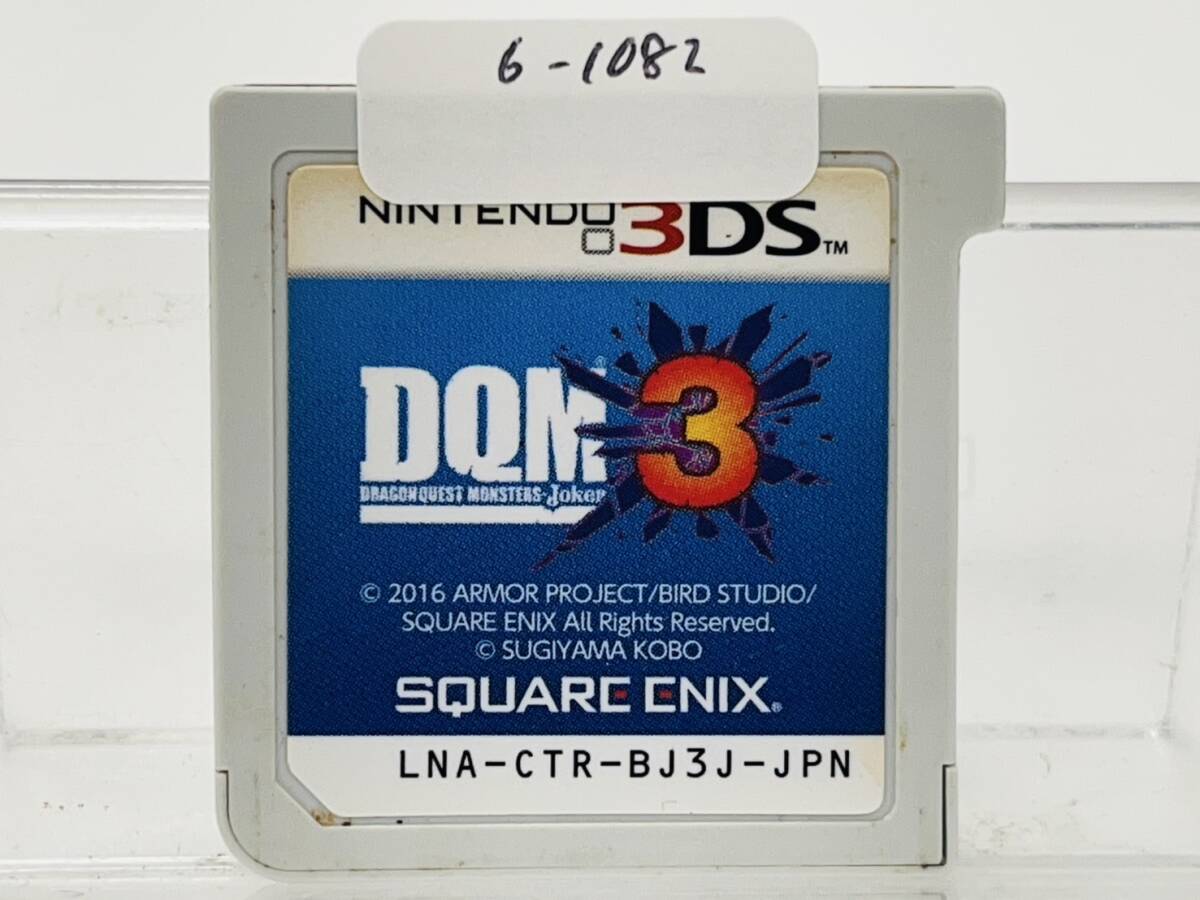 6-1082
NINTENDO 3DS™
DQM® 3
DRAGON QUEST MONSTERS Joker
© 2016 ARMOR PROJECT/BIRD STUDIO/
SQUARE ENIX All Rights Reserved.
© SUGIYAMA KOBO
SQUARE ENIX®
LNA-CTR-BJ3J-JPN